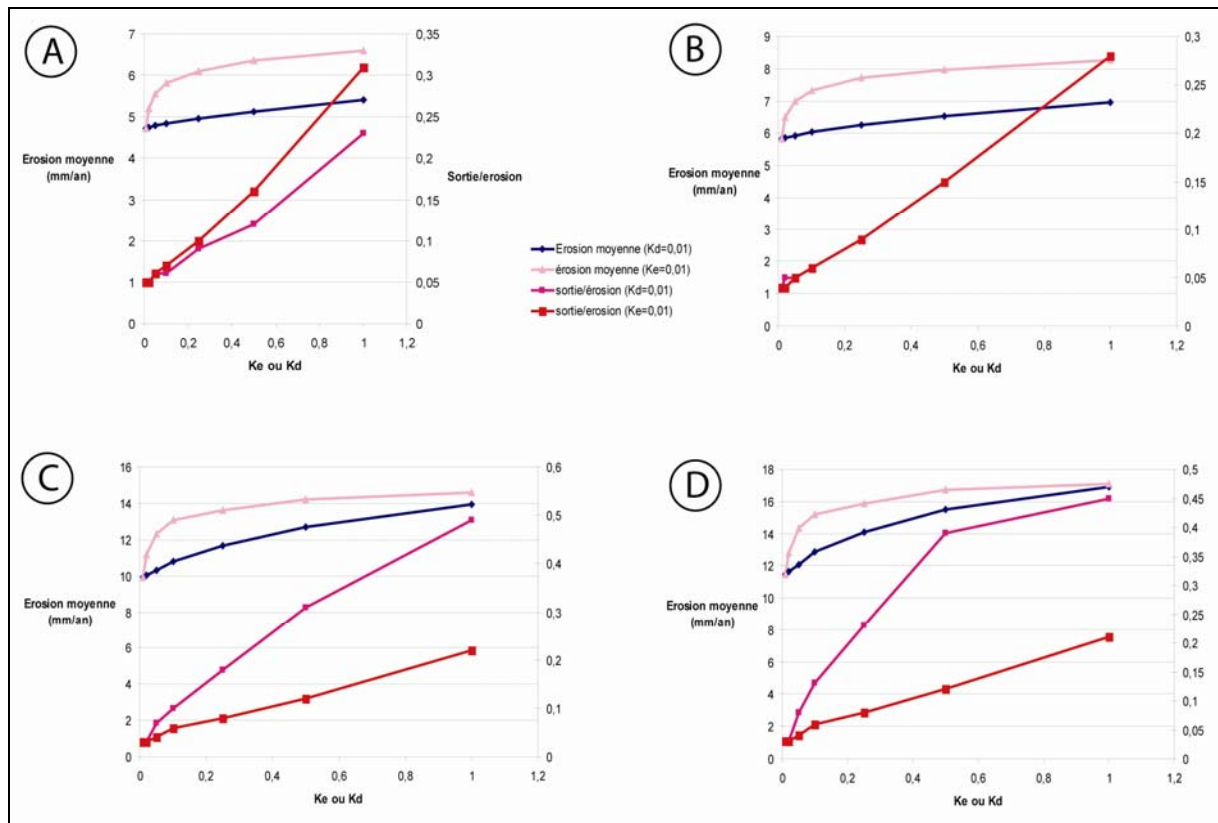 A
7
6
5
4
3
2
1
0
0,35
0,3
0,25
0,2
0,15
0,1
0,05
0
Erosion moyenne
(mm/an)
Sortie/erosion
0 0,2 0,4 0,6 0,8 1 1,2
Ke ou Kd
Erosion moyenne (Kd=0,01)
érosion moyenne (Ke=0,01)
sortie/érosion (Kd=0,01)
sortie/erosion (Ke=0,01)
B
9
8
7
6
5
4
3
2
1
0
0,3
0,25
0,2
0,15
0,1
0,05
0
Erosion moyenne
(mm/an)
0 0,2 0,4 0,6 0,8 1 1,2
Ke ou Kd
C
16
14
12
10
8
6
4
2
0
0,6
0,5
0,4
0,3
0,2
0,1
0
Erosion moyenne
(mm/an)
0 0,2 0,4 0,6 0,8 1 1,2
Ke ou Kd
D
18
16
14
12
10
8
6
4
2
0
0,5
0,45
0,4
0,35
0,3
0,25
0,2
0,15
0,1
0,05
0
Erosion moyenne
(mm/an)
0 0,2 0,4 0,6 0,8 1 1,2
Ke ou Kd